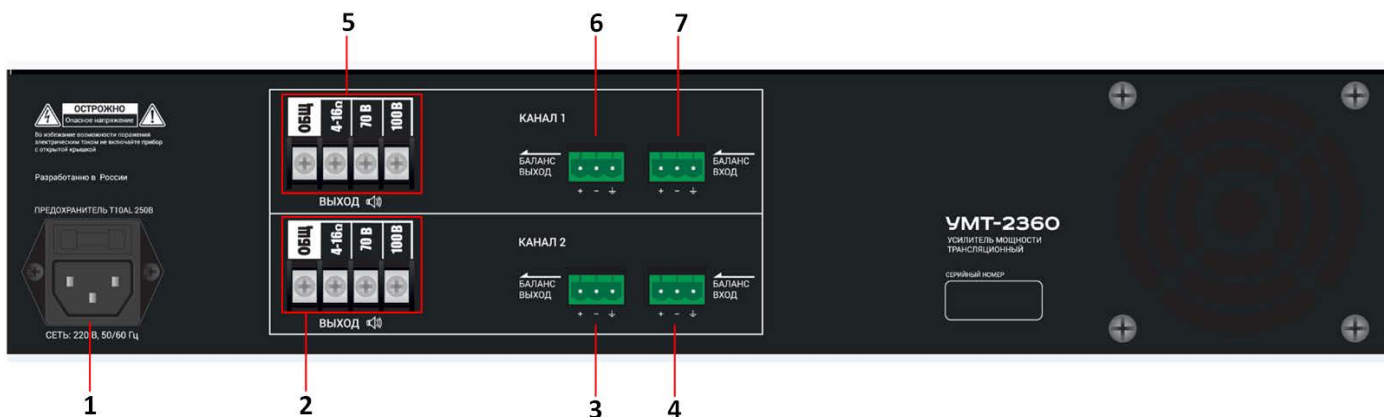 5
6
7
ОСТРОЖНО
Опасное напряжение
Во избежание возможности поражения
электрическим током не включайте прибор
с открытой крышкой
Разработанно в России
ПРЕДОХРАНИТЕЛЬ T10AL 250В
СЕТЬ: 220 В, 50/60 Гц
ОБЩ
4-16Ω
70 В
100В
ВЫХОД
КАНАЛ 1
БАЛАНС
ВЫХОД
+ -
БАЛАНС
ВХОД
+ -
ОБЩ
4-16Ω
70 В
100В
ВЫХОД
КАНАЛ 2
БАЛАНС
ВЫХОД
+ -
БАЛАНС
ВХОД
+ -
УМТ-2360
УСИЛИТЕЛЬ МОЩНОСТИ
ТРАНСЛЯЦИОННЫЙ
СЕРИЙНЫЙ НОМЕР
1
2
3
4